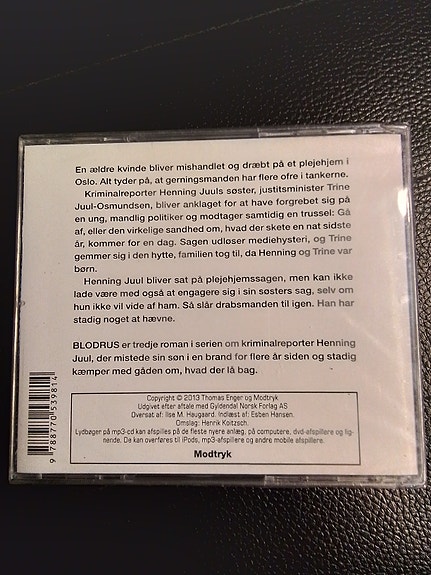 En ældre kvinde bliver mishandlet og dræbt på et plejehjem i
Oslo. Alt tyder på, at gerningsmanden har flere ofre i tankerne.
Kriminalreporter Henning Juuls søster, justitsminister Trine
Juul-Osmundsen, bliver anklaget for at have forgrebet sig på
en ung, mandlig politiker og modtager samtidig en trussel: Gå
af, eller den virkelige sandhed om, hvad der skete en nat sidste
år, kommer for en dag. Sagen udløser mediehysteri, og Trine
gemmer sig i den hytte, familien tog til, da Henning og Trine var
børn.
Henning Juul bliver sat på plejehjemssagen, men kan ikke
lade være med også at engagere sig i sin søsters sag, selv om
hun ikke vil vide af ham. Så slår drabsmanden til igen. Han har
stadig noget at hævne.
BLODRUS er tredje roman i serien om kriminalreporter Henning
Juul, der mistede sin søn i en brand for flere år siden og stadig
kæmper med gåden om, hvad der lå bag.
Copyright © 2013 Thomas Enger og Modtryk
Udgivet efter aftale med Gyldendal Norsk Forlag AS
Oversat af: Ilse M. Haugaard. Indlæst af: Esben Hansen.
Omslag: Henrik Koitzsch.
Lydbøger på mp3-cd kan afspilles på de fleste nyere anlæg, på computere, dvd-afspillere og lig-
nende. De kan overføres til iPods, mp3-afspillere og andre mobile afspillere.
Modtryk
9 788770 539814